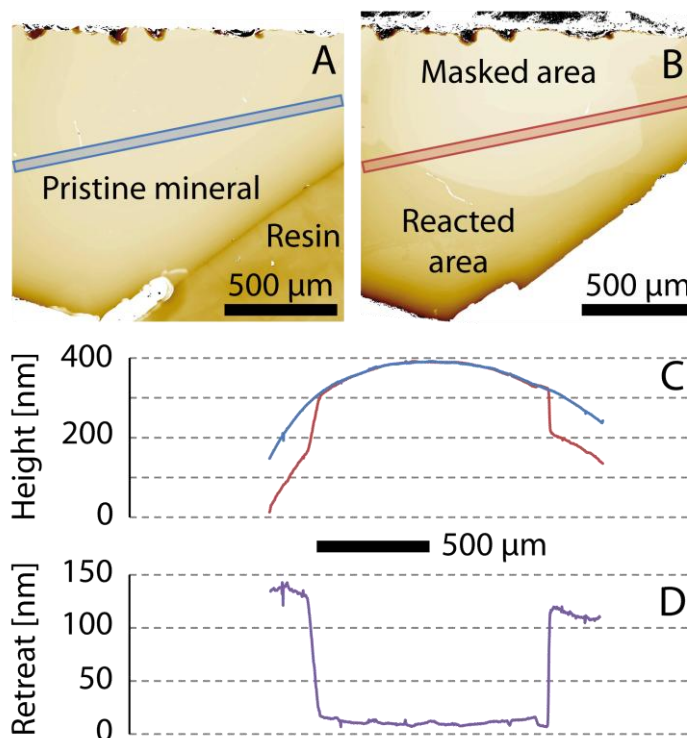 A
Pristine mineral
Resin
500 µm
B
Masked area
Reacted
area
500 µm
C
Height [nm]
400
200
0
500 µm
D
Retreat [nm]
150
100
50
0